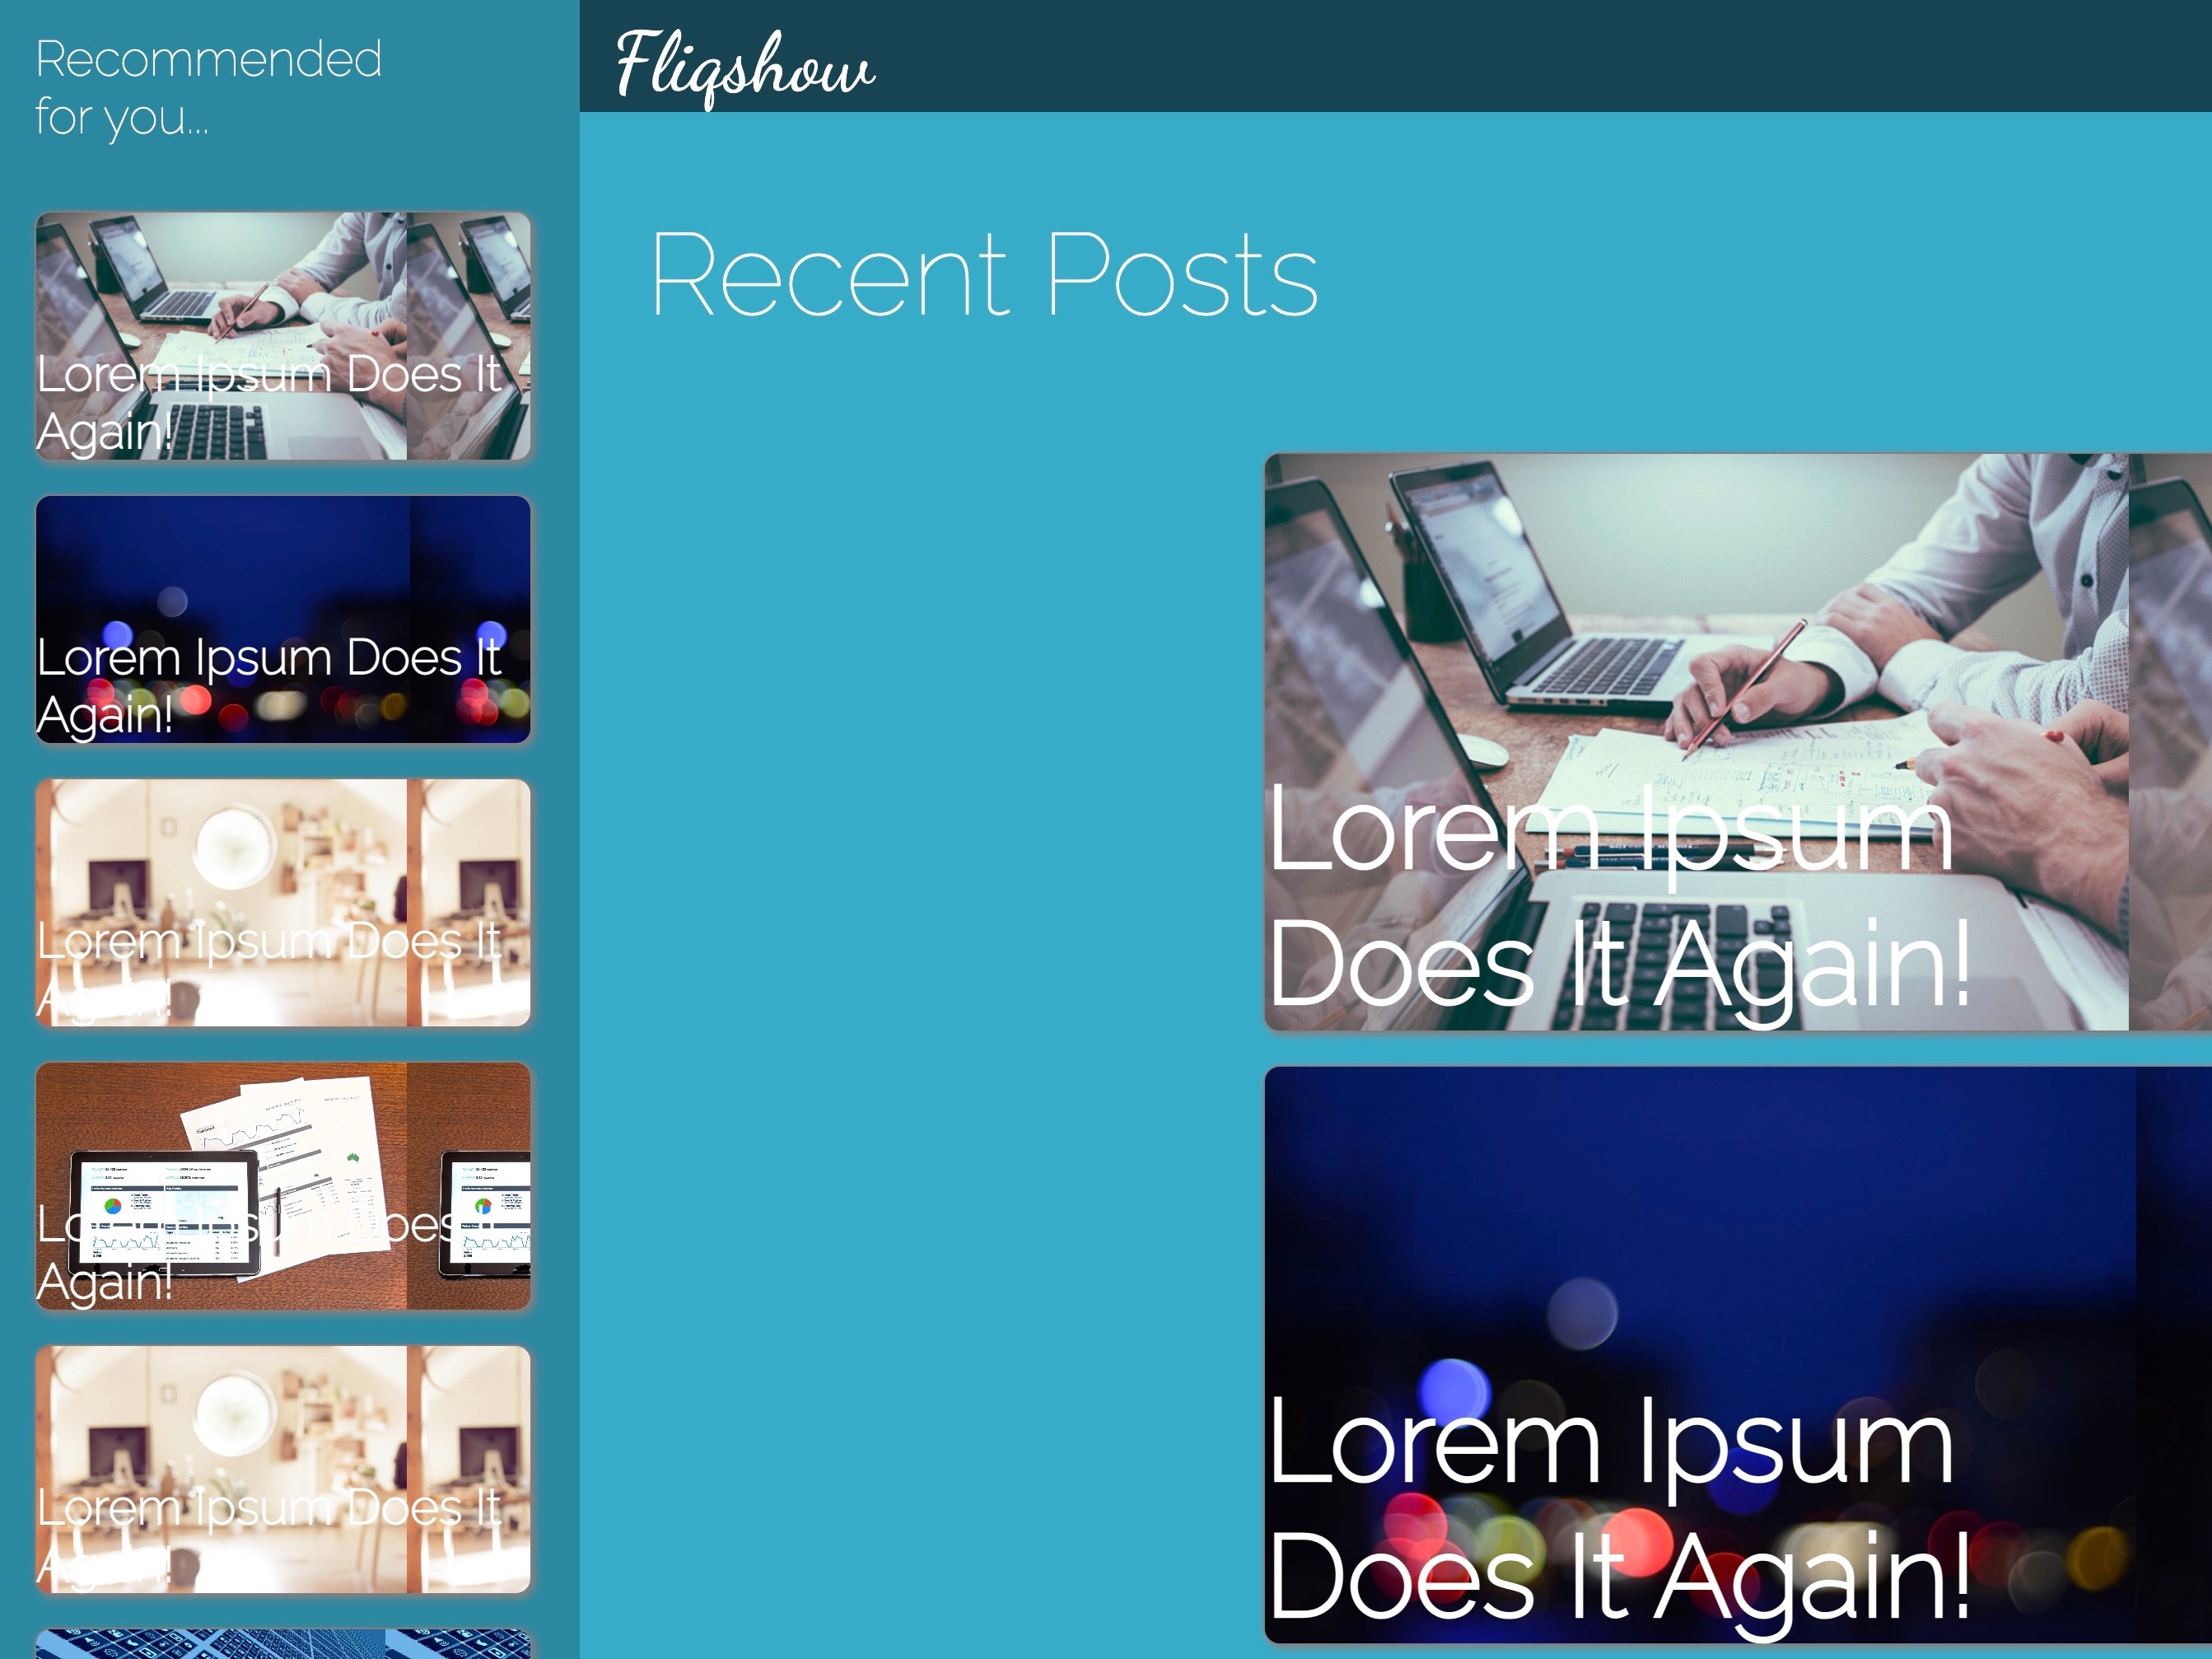 Recommended
for you...
Lorem Ipsum Does It
Again!
Lorem Ipsum Does It
Again!
Lorem Ipsum Does It
Again!
Lorem Ipsum Does It
Again!
Lorem Ipsum Does It
Again!
Fliqshow
Recent Posts
Lorem Ipsum
Does It Again!
Lorem Ipsum
Does It Again!